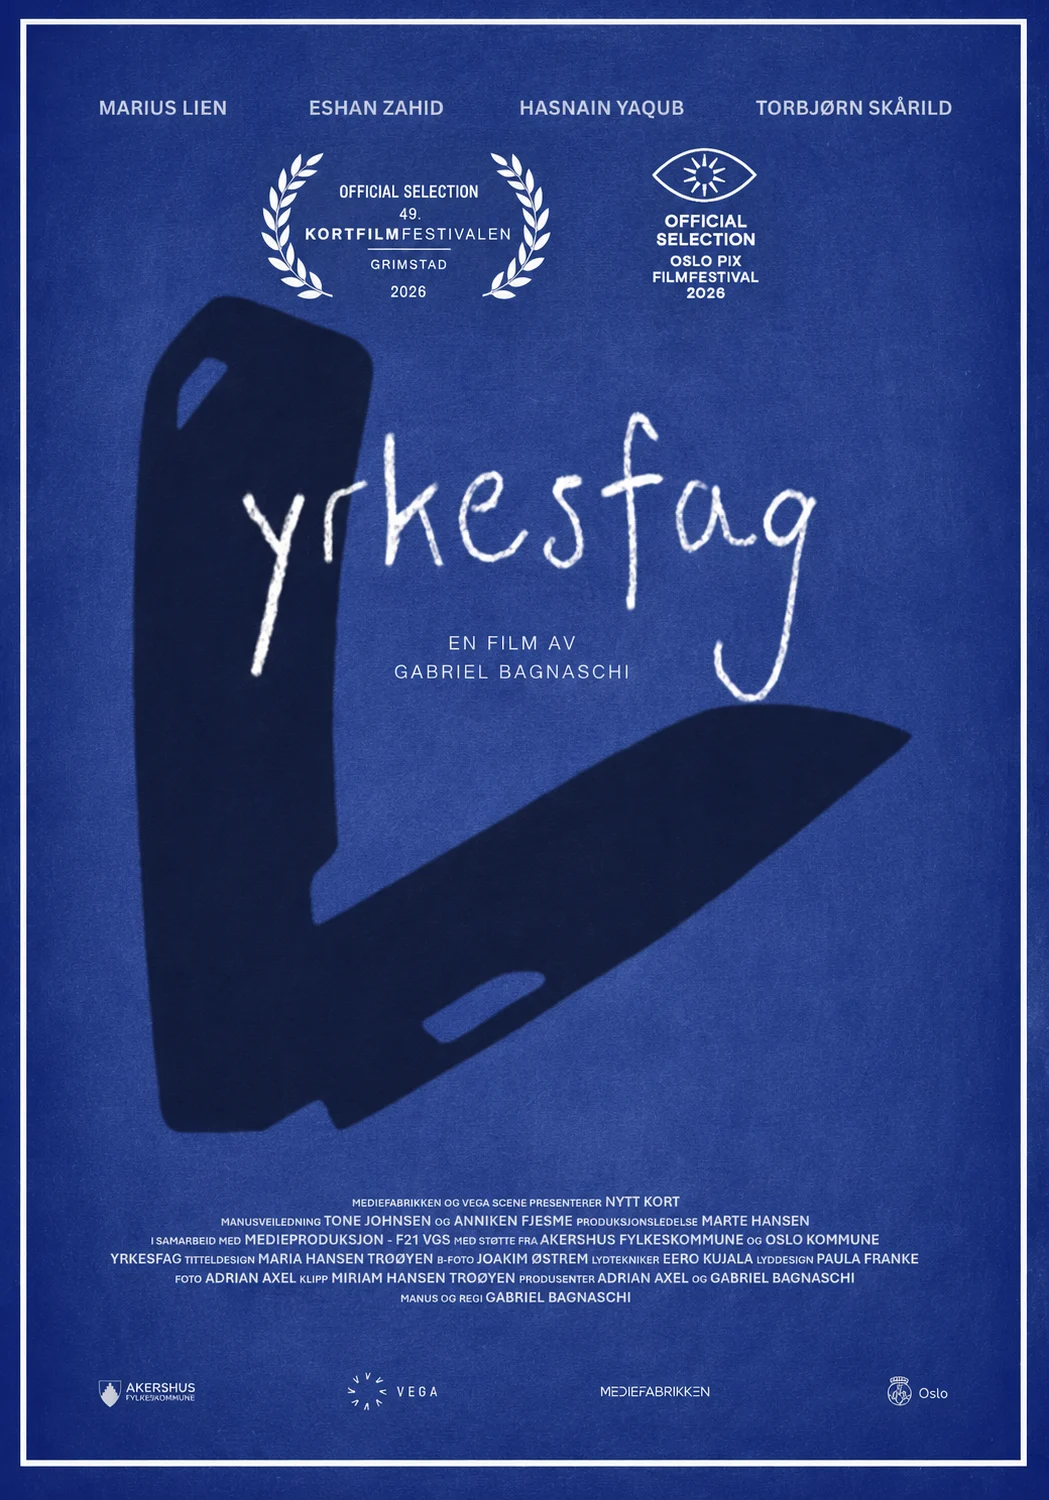 MARIUS LIEN ESHAN ZAHID HASNAIN YAQUB TORBJØRN SKÅRILD
OFFICIAL SELECTION
49.
KORTFILMFESTIVALEN
GRIMSTAD
2026
OFFICIAL
SELECTION
OSLO PIX
FILMFESTIVAL
2026
yrkesfag
EN FILM AV
GABRIEL BAGNASCHI
MEDIEFABRIKKEN OG VEGA SCENE PRESENTERER NYTT KORT
MANUSVEILEDNING TONE JOHNSEN OG ANNIKEN FJESME PRODUKSJONSLEDELSE MARTE HANSEN
I SAMARBEID MED MEDIEPRODUKSJON - F21 VGS MED STØTTE FRA AKERSHUS FYLKESKOMMUNE OG OSLO KOMMUNE
YRKESFAG TITTELDESIGN MARIA HANSEN TRØØYEN B-FOTO JOAKIM ØSTREM LYDTEKNIKER EERO KUJALA LYDDESIGN PAULA FRANKE
FOTO ADRIAN AXEL KLIPP MIRIAM HANSEN TRØØYEN PRODUSENTER ADRIAN AXEL OG GABRIEL BAGNASCHI
MANUS OG REGI GABRIEL BAGNASCHI
AKERSHUS
FYLKESKOMMUNE
VEGA
MEDIEFABRIKKEN
Oslo